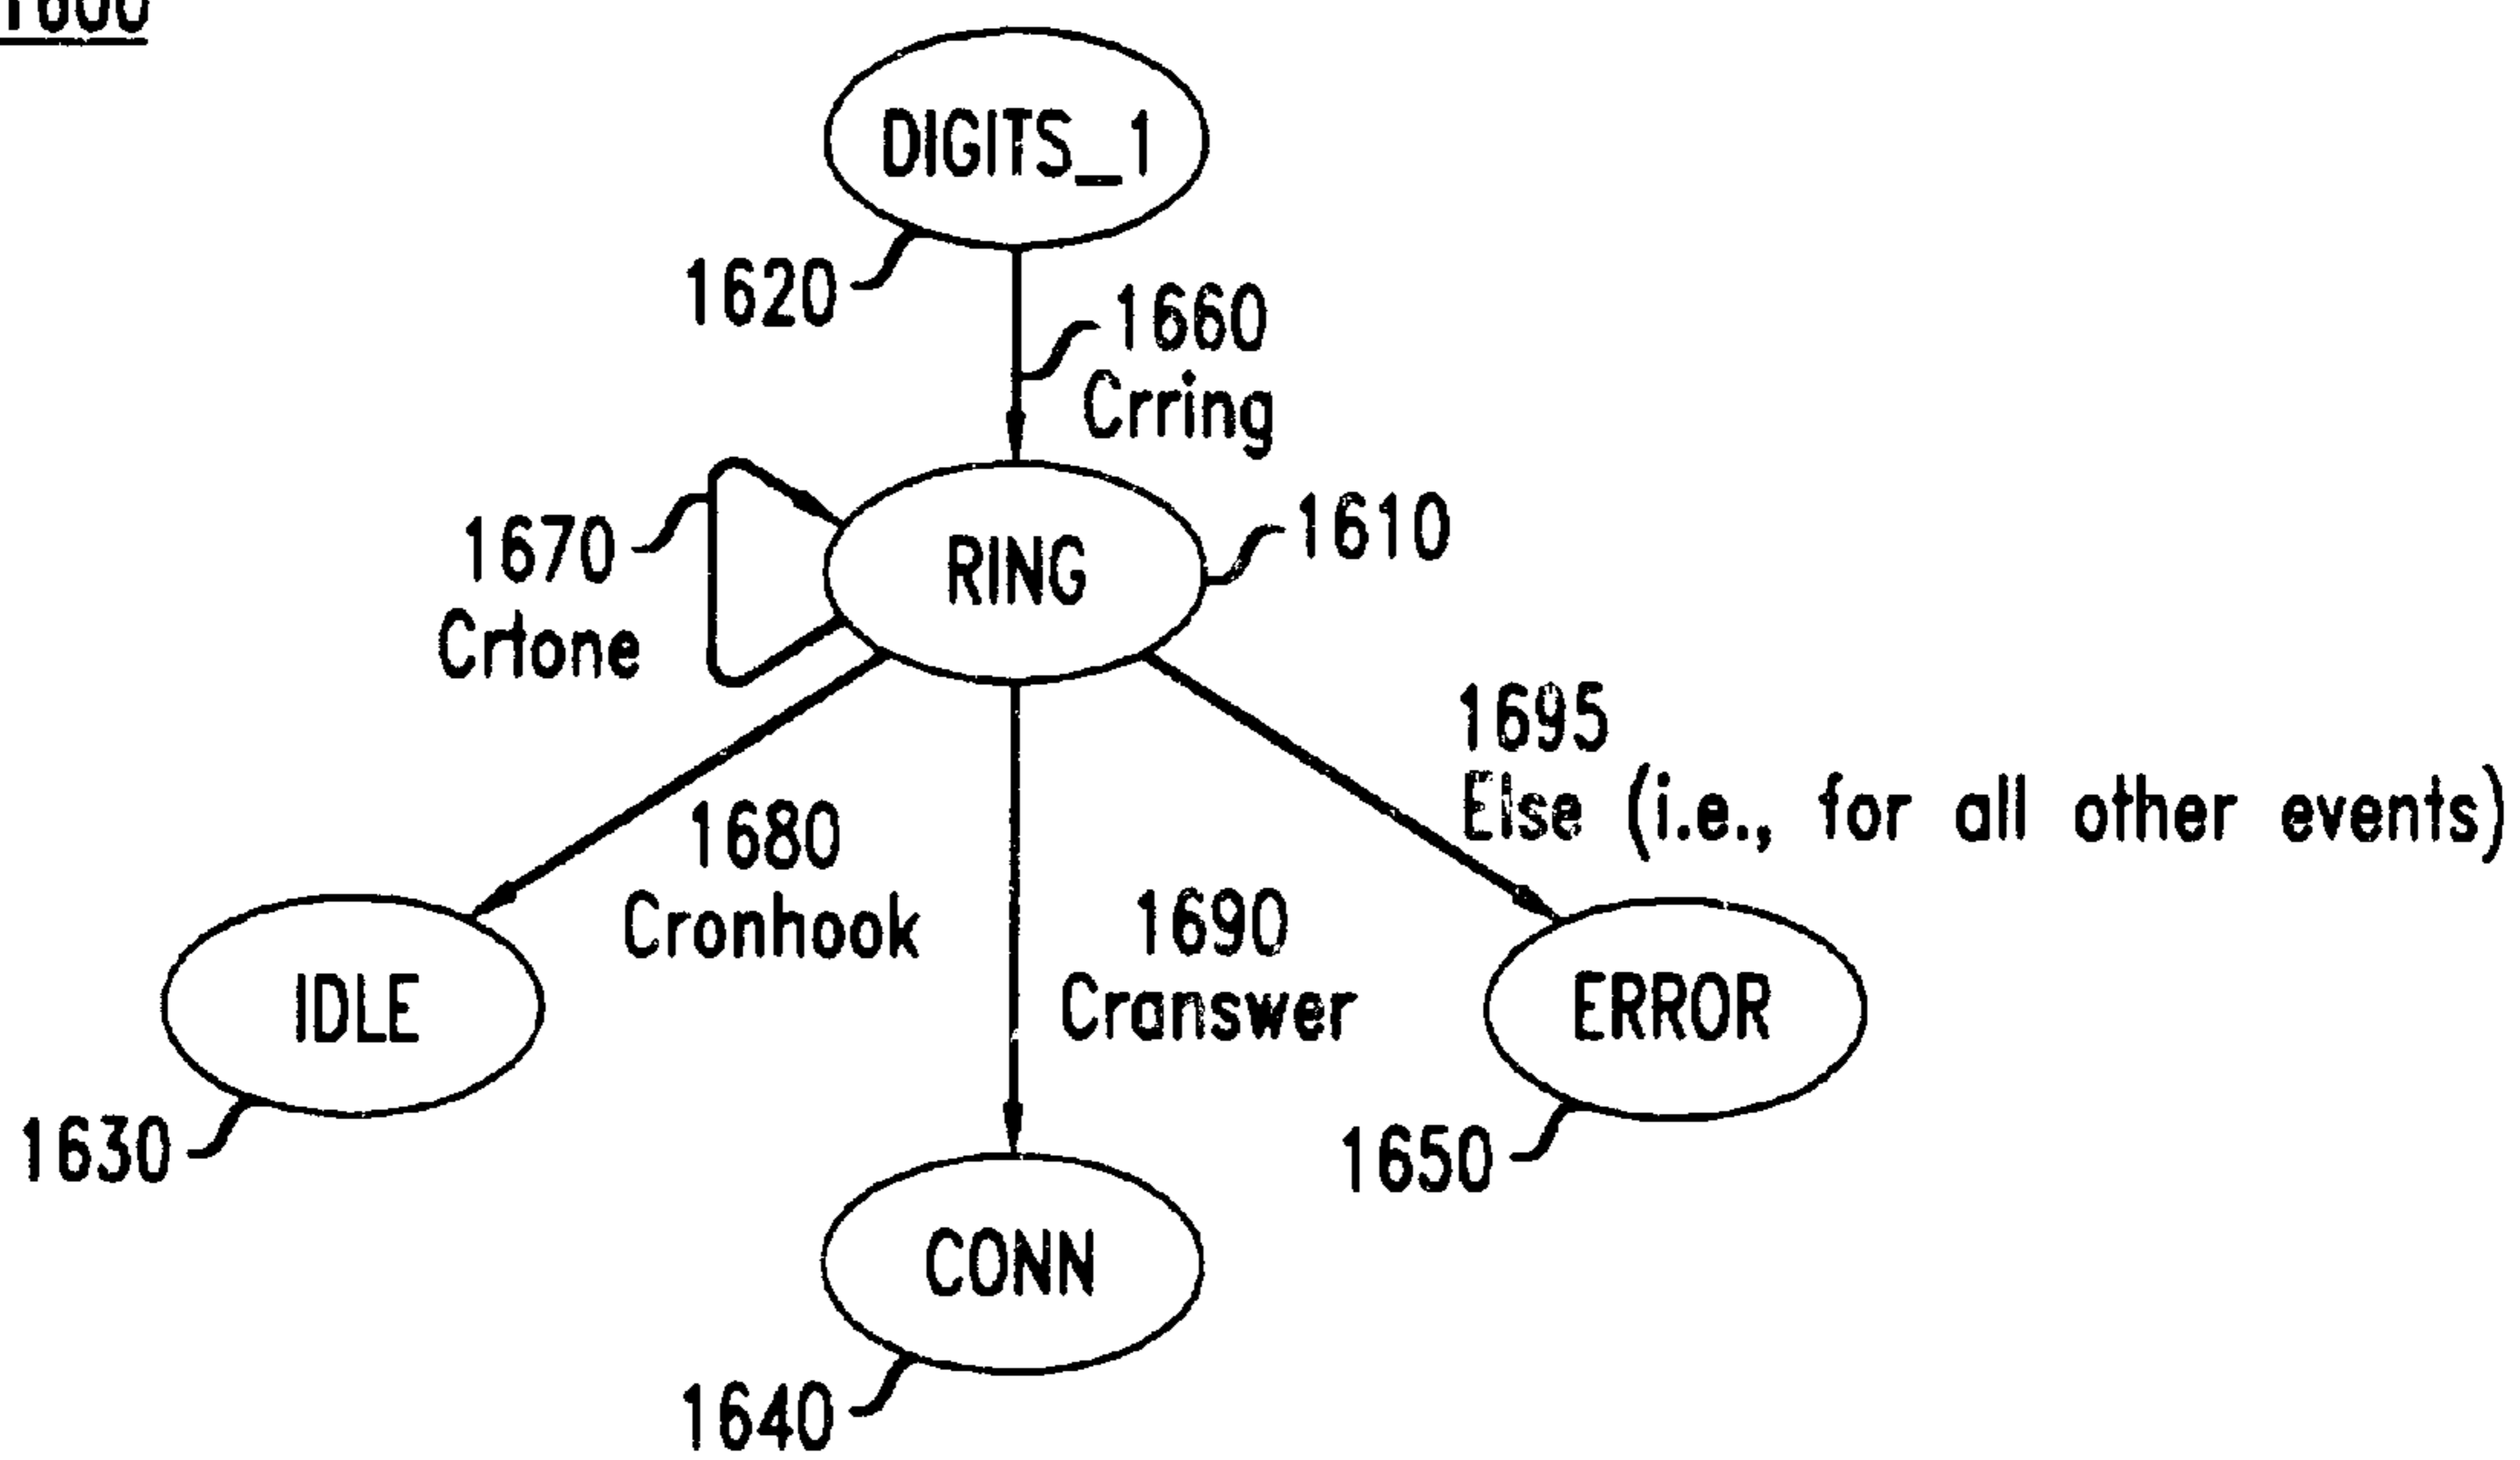 DIGITS_1
1620
1660
Crring
1670
Crtone
RING
1610
1695
Else (i.e., for all other events)
1680
Cronhook
1690
Cranswer
IDLE
1630
ERROR
1650
CONN
1640